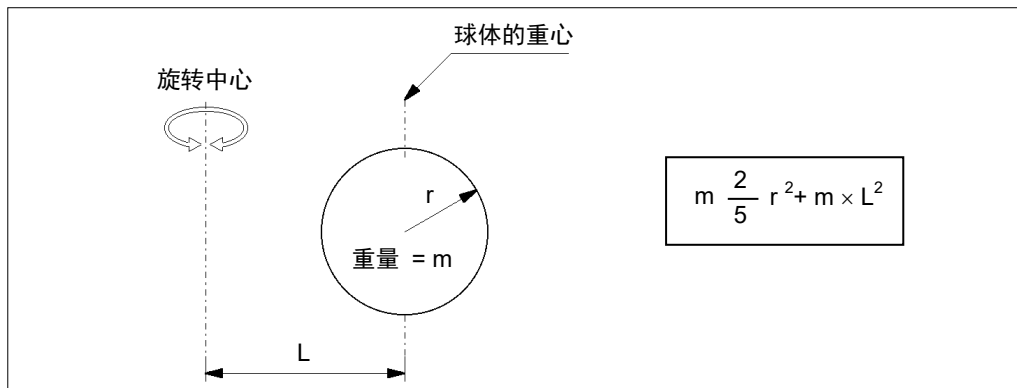 球体的重心
旋转中心
r
重量 = m
L
m 2/5 r² + m × L²